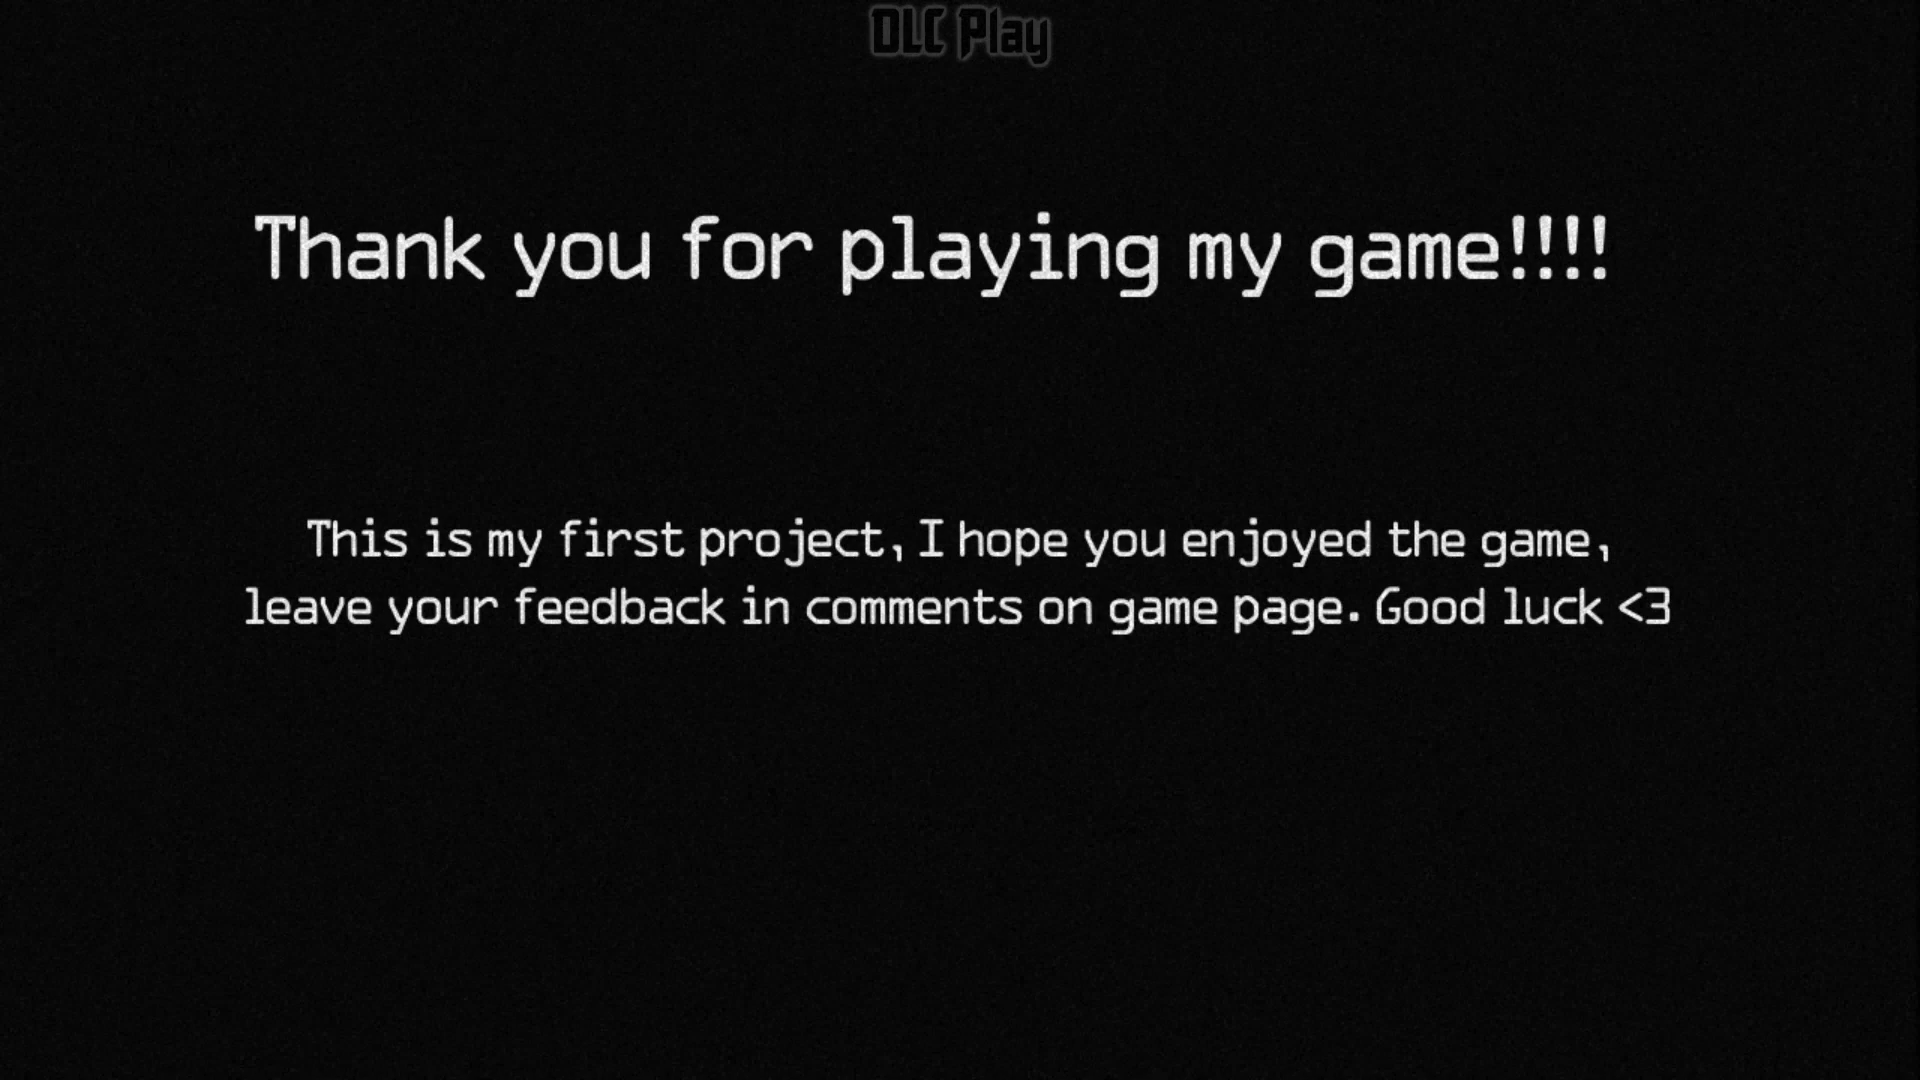 DLC Play
Thank you for playing my game!!!!
This is my first project, I hope you enjoyed the game,
leave your feedback in comments on game page. Good luck <3